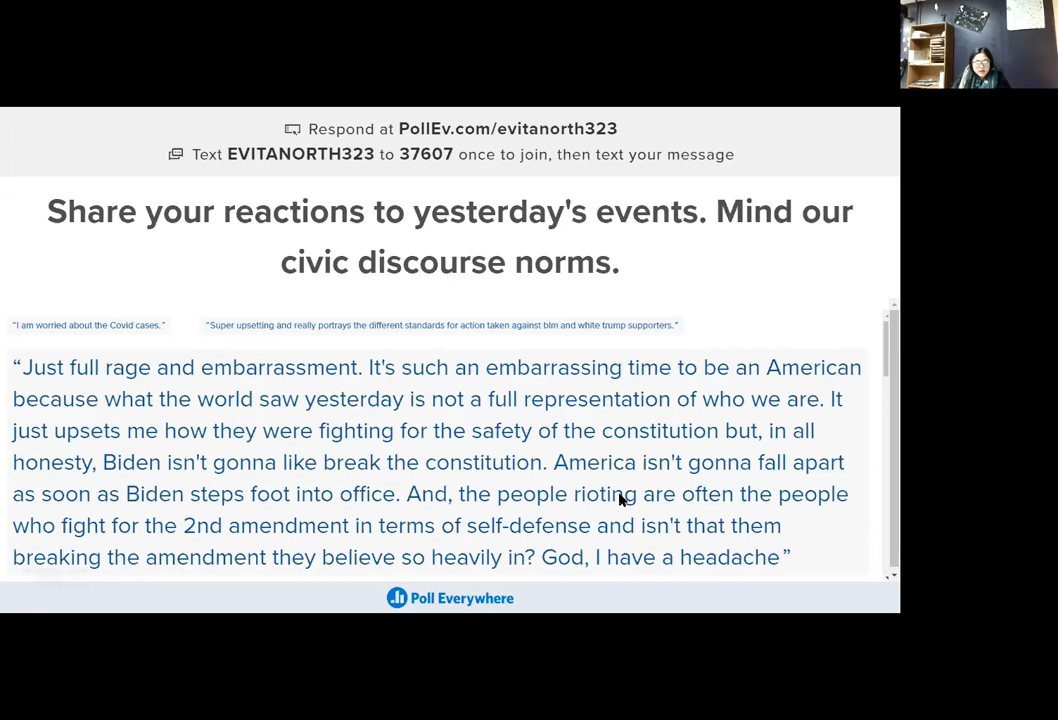 Respond at PollEv.com/evitanorth323
Text EVITANORTH323 to 37607 once to join, then text your message
Share your reactions to yesterday's events. Mind our
civic discourse norms.
“I am worried about the Covid cases.”
“Super upsetting and really portrays the different standards for action taken against blm and white trump supporters.”
“Just full rage and embarrassment. It's such an embarrassing time to be an American
because what the world saw yesterday is not a full representation of who we are. It
just upsets me how they were fighting for the safety of the constitution but, in all
honesty, Biden isn't gonna like break the constitution. America isn't gonna fall apart
as soon as Biden steps foot into office. And, the people rioting are often the people
who fight for the 2nd amendment in terms of self-defense and isn't that them
breaking the amendment they believe so heavily in? God, I have a headache”
Poll Everywhere